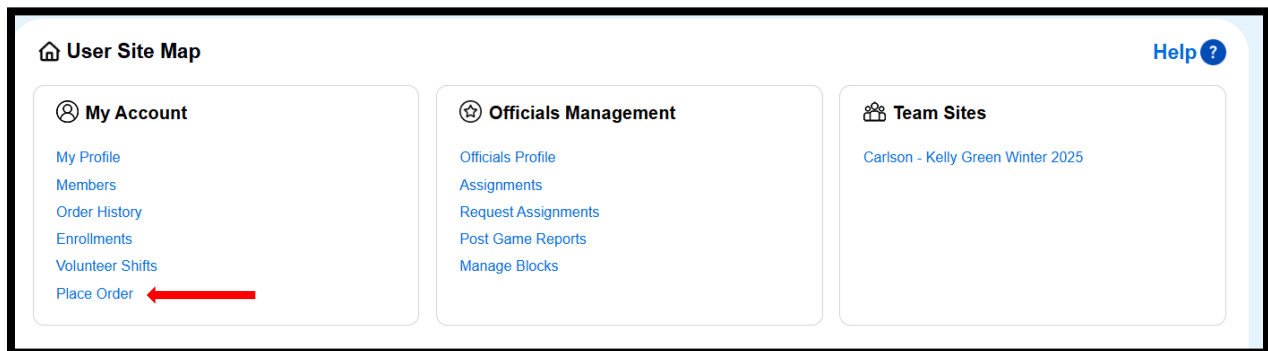 User Site Map
Help ?
My Account
My Profile
Members
Order History
Enrollments
Volunteer Shifts
Place Order
Officials Management
Officials Profile
Assignments
Request Assignments
Post Game Reports
Manage Blocks
Team Sites
Carlson - Kelly Green Winter 2025